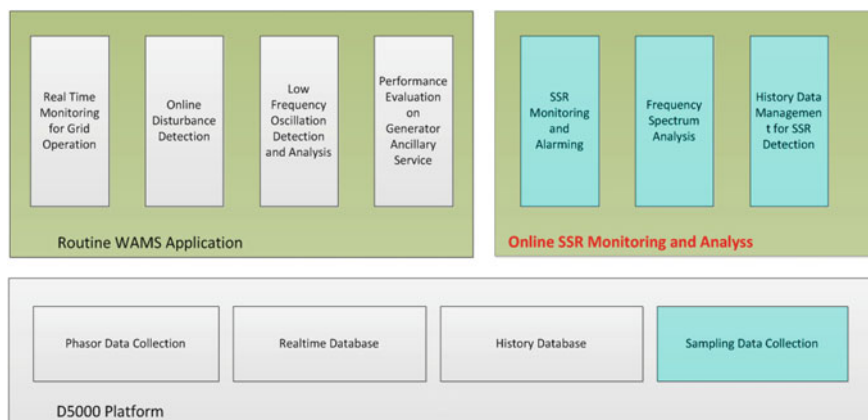 Real Time
Monitoring
for Grid
Operation
Online
Disturbance
Detection
Low
Frequency
Oscillation
Detection
and Analysis
Performance
Evaluation
on
Generator
Ancillary
Service
Routine WAMS Application
SSR
Monitoring
and
Alarming
Frequency
Spectrum
Analysis
History Data
Managemen
t for SSR
Detection
Online SSR Monitoring and Analyss
Phasor Data Collection
Realtime Database
History Database
Sampling Data Collection
D5000 Platform